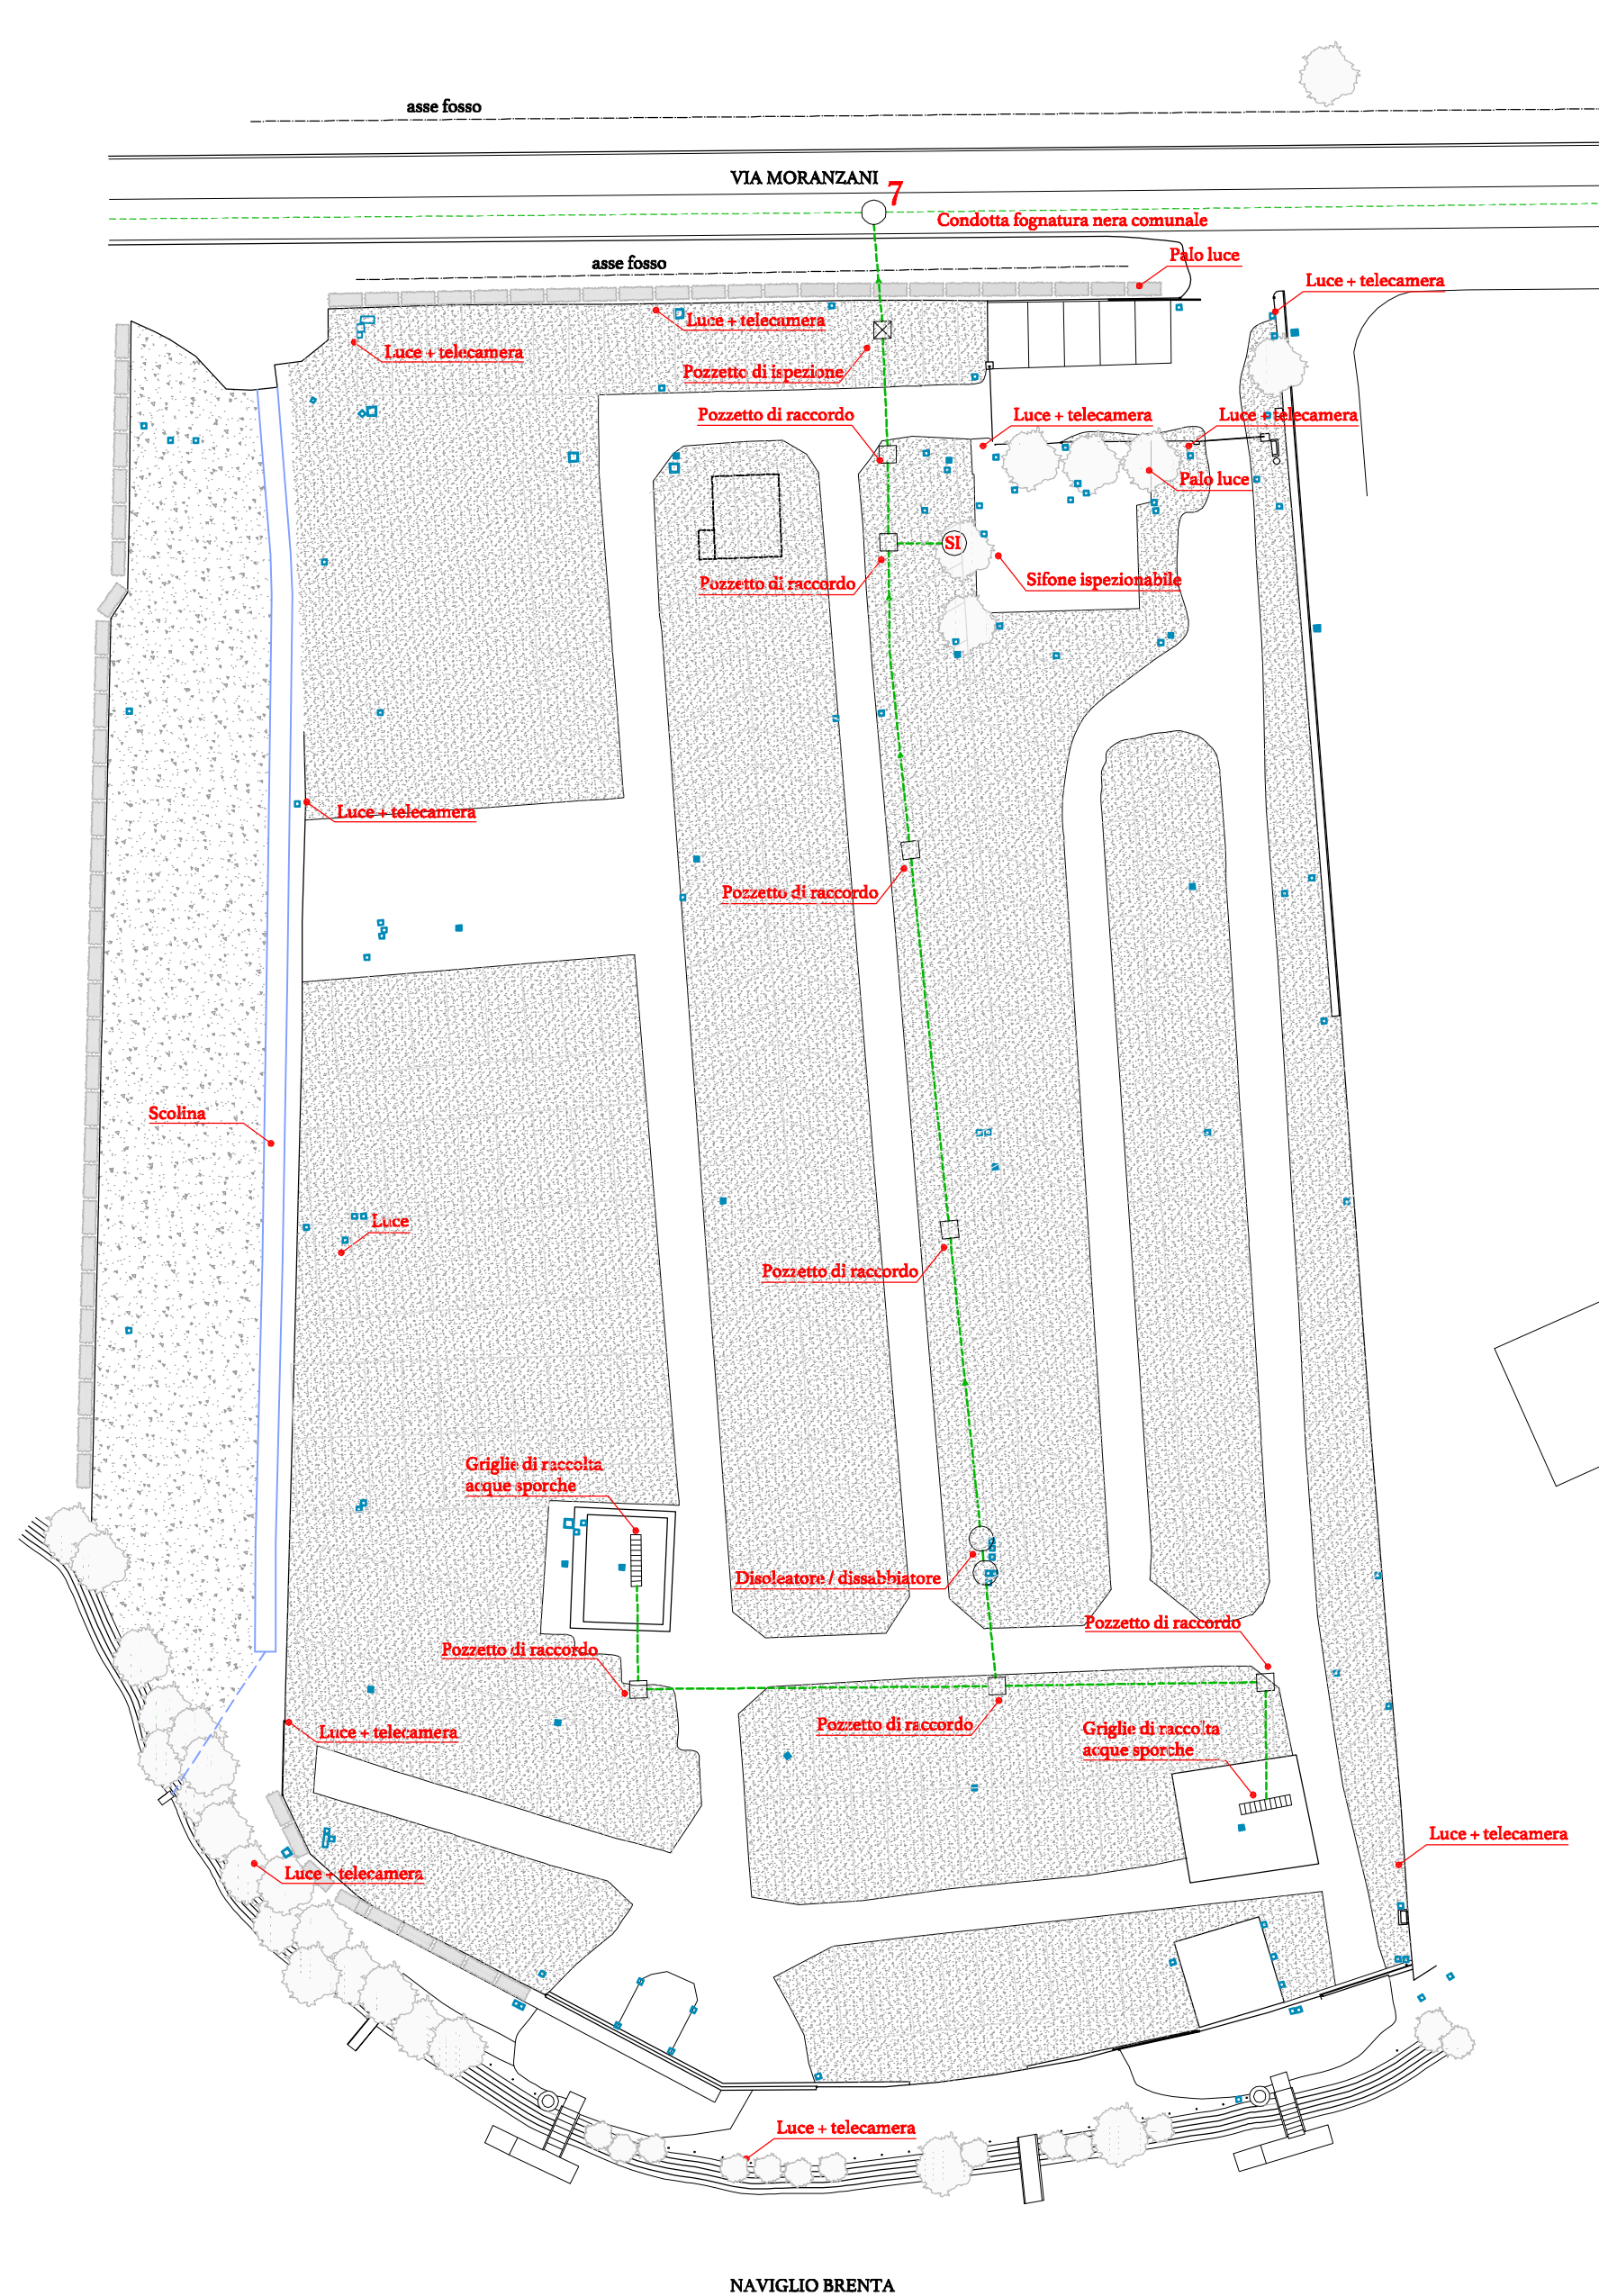 asse fosso
VIA MORANZANI
7
Condotta fognatura nera comunale
asse fosso
Palo luce
Luce + telecamera
Luce + telecamera
Luce + telecamera
Pozzetto di ispezione
Pozzetto di raccordo
Luce + telecamera
Luce + telecamera
Palo luce
SI
Pozzetto di raccordo
Sifone ispezionabile
Luce + telecamera
Pozzetto di raccordo
Scolina
Luce
Pozzetto di raccordo
Griglie di raccolta
acque sporche
Disoleatore / dissabbiatore
Pozzetto di raccordo
Pozzetto di raccordo
Pozzetto di raccordo
Luce + telecamera
Griglie di raccolta
acque sporche
Luce + telecamera
Luce + telecamera
Luce + telecamera
NAVIGLIO BRENTA